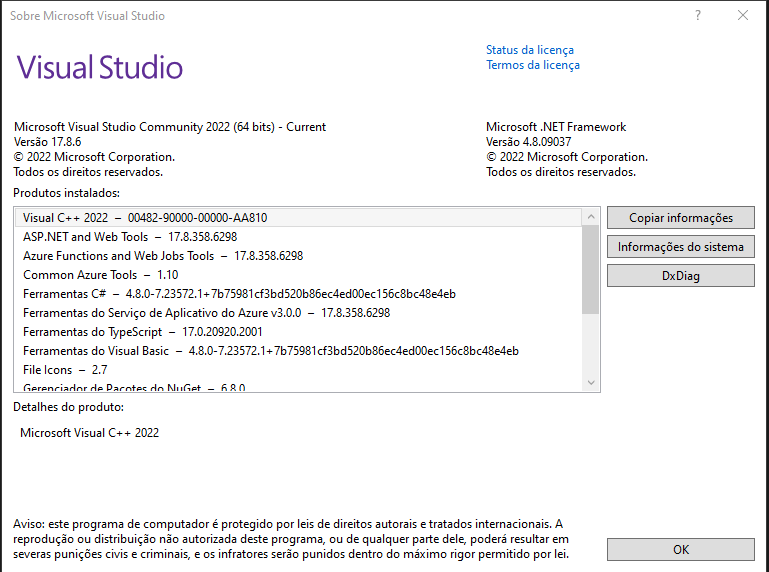 Sobre Microsoft Visual Studio
?
Status da licença
Termos da licença
Visual Studio
Microsoft Visual Studio Community 2022 (64 bits) - Current
Versão 17.8.6
© 2022 Microsoft Corporation.
Todos os direitos reservados.
Microsoft .NET Framework
Versão 4.8.09037
© 2022 Microsoft Corporation.
Todos os direitos reservados.
Produtos instalados:
Visual C++ 2022 – 00482-90000-00000-AA810
ASP.NET and Web Tools – 17.8.358.6298
Azure Functions and Web Jobs Tools – 17.8.358.6298
Common Azure Tools – 1.10
Ferramentas C# – 4.8.0-7.23572.1+7b75981cf3bd520b86ec4ed00ec156c8bc48e4eb
Ferramentas do Serviço de Aplicativo do Azure v3.0.0 – 17.8.358.6298
Ferramentas do TypeScript – 17.0.20920.2001
Ferramentas do Visual Basic – 4.8.0-7.23572.1+7b75981cf3bd520b86ec4ed00ec156c8bc48e4eb
File Icons – 2.7
Gerenciador de Pacotes do NuGet – 6.8.0
Copiar informações
Informações do sistema
DxDiag
Detalhes do produto:
Microsoft Visual C++ 2022
Aviso: este programa de computador é protegido por leis de direitos autorais e tratados internacionais. A
reprodução ou distribuição não autorizada deste programa, ou de qualquer parte dele, poderá resultar em
severas punições civis e criminais, e os infratores serão punidos dentro do máximo rigor permitido por lei.
OK